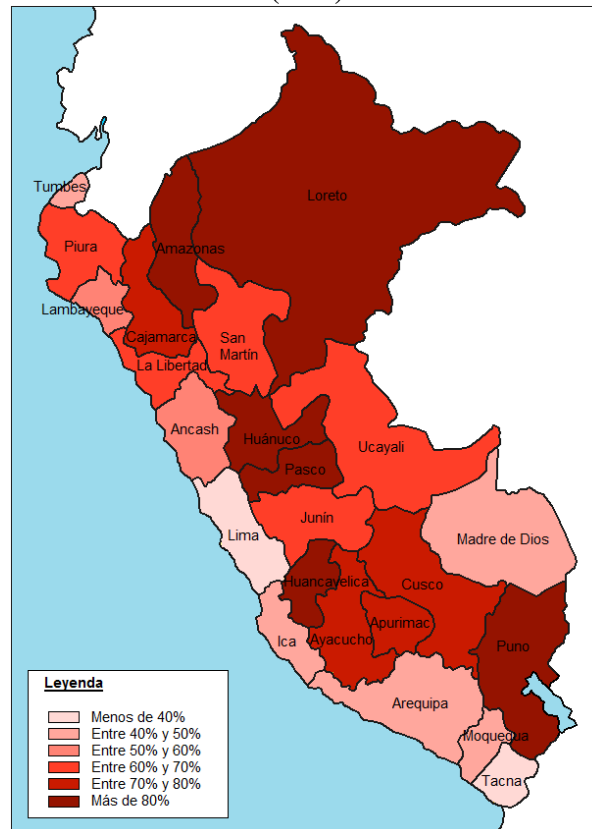 Tumbes
Loreto
Piura
Amazonas
Lambayeque
Cajamarca
San
Martín
La Libertad
Ancash
Huánuco
Ucayali
Pasco
Junín
Lima
Madre de Dios
Huancavelica
Cusco
Apurimac
Ica
Ayacucho
Puno
Arequipa
Moquegua
Tacna
Leyenda
Menos de 40%
Entre 40% y 50%
Entre 50% y 60%
Entre 60% y 70%
Entre 70% y 80%
Más de 80%